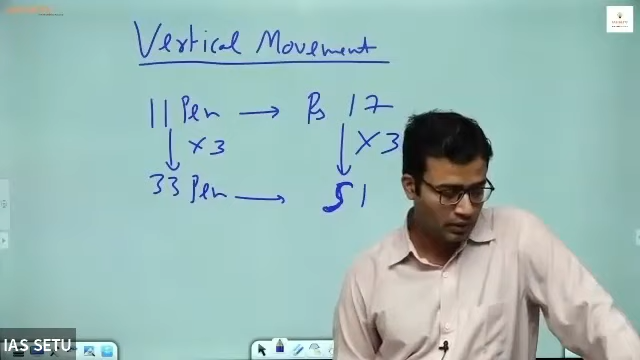 Vertical Movement
11 Pen → Rs 17
×3 ×3
33 Pen → 51
IAS SETU